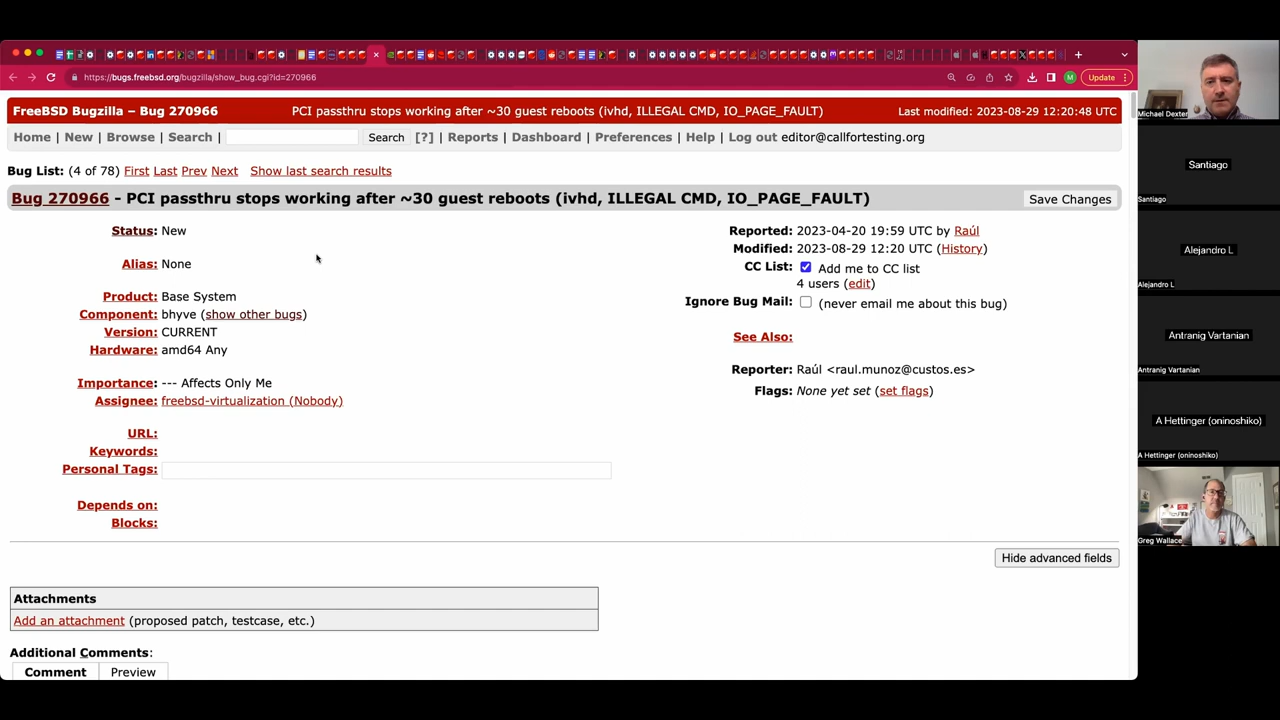 https://bugs.freebsd.org/bugzilla/show_bug.cgi?id=270966
M
Update
FreeBSD Bugzilla – Bug 270966
PCI passthru stops working after ~30 guest reboots (ivhd, ILLEGAL CMD, IO_PAGE_FAULT)
Last modified: 2023-08-29 12:20:48 UTC
Home | New | Browse | Search | Search [?] | Reports | Dashboard | Preferences | Help | Log out editor@callfortesting.org
Bug List: (4 of 78) First Last Prev Next Show last search results
Bug 270966 - PCI passthru stops working after ~30 guest reboots (ivhd, ILLEGAL CMD, IO_PAGE_FAULT)
Save Changes
Status: New
Alias: None
Product: Base System
Component: bhyve (show other bugs)
Version: CURRENT
Hardware: amd64 Any
Importance: --- Affects Only Me
Assignee: freebsd-virtualization (Nobody)
URL:
Keywords:
Personal Tags:
Depends on:
Blocks:
Reported: 2023-04-20 19:59 UTC by Raúl
Modified: 2023-08-29 12:20 UTC (History)
CC List: Add me to CC list
4 users (edit)
Ignore Bug Mail: (never email me about this bug)
See Also:
Reporter: Raúl <raul.munoz@custos.es>
Flags: None yet set (set flags)
Hide advanced fields
Attachments
Add an attachment (proposed patch, testcase, etc.)
Additional Comments:
Comment
Preview
Michael Dexter
Santiago
Santiago
Alejandro L
Alejandro L
Antranig Vartanian
Antranig Vartanian
A Hettinger (oninoshiko)
A Hettinger (oninoshiko)
Greg Wallace